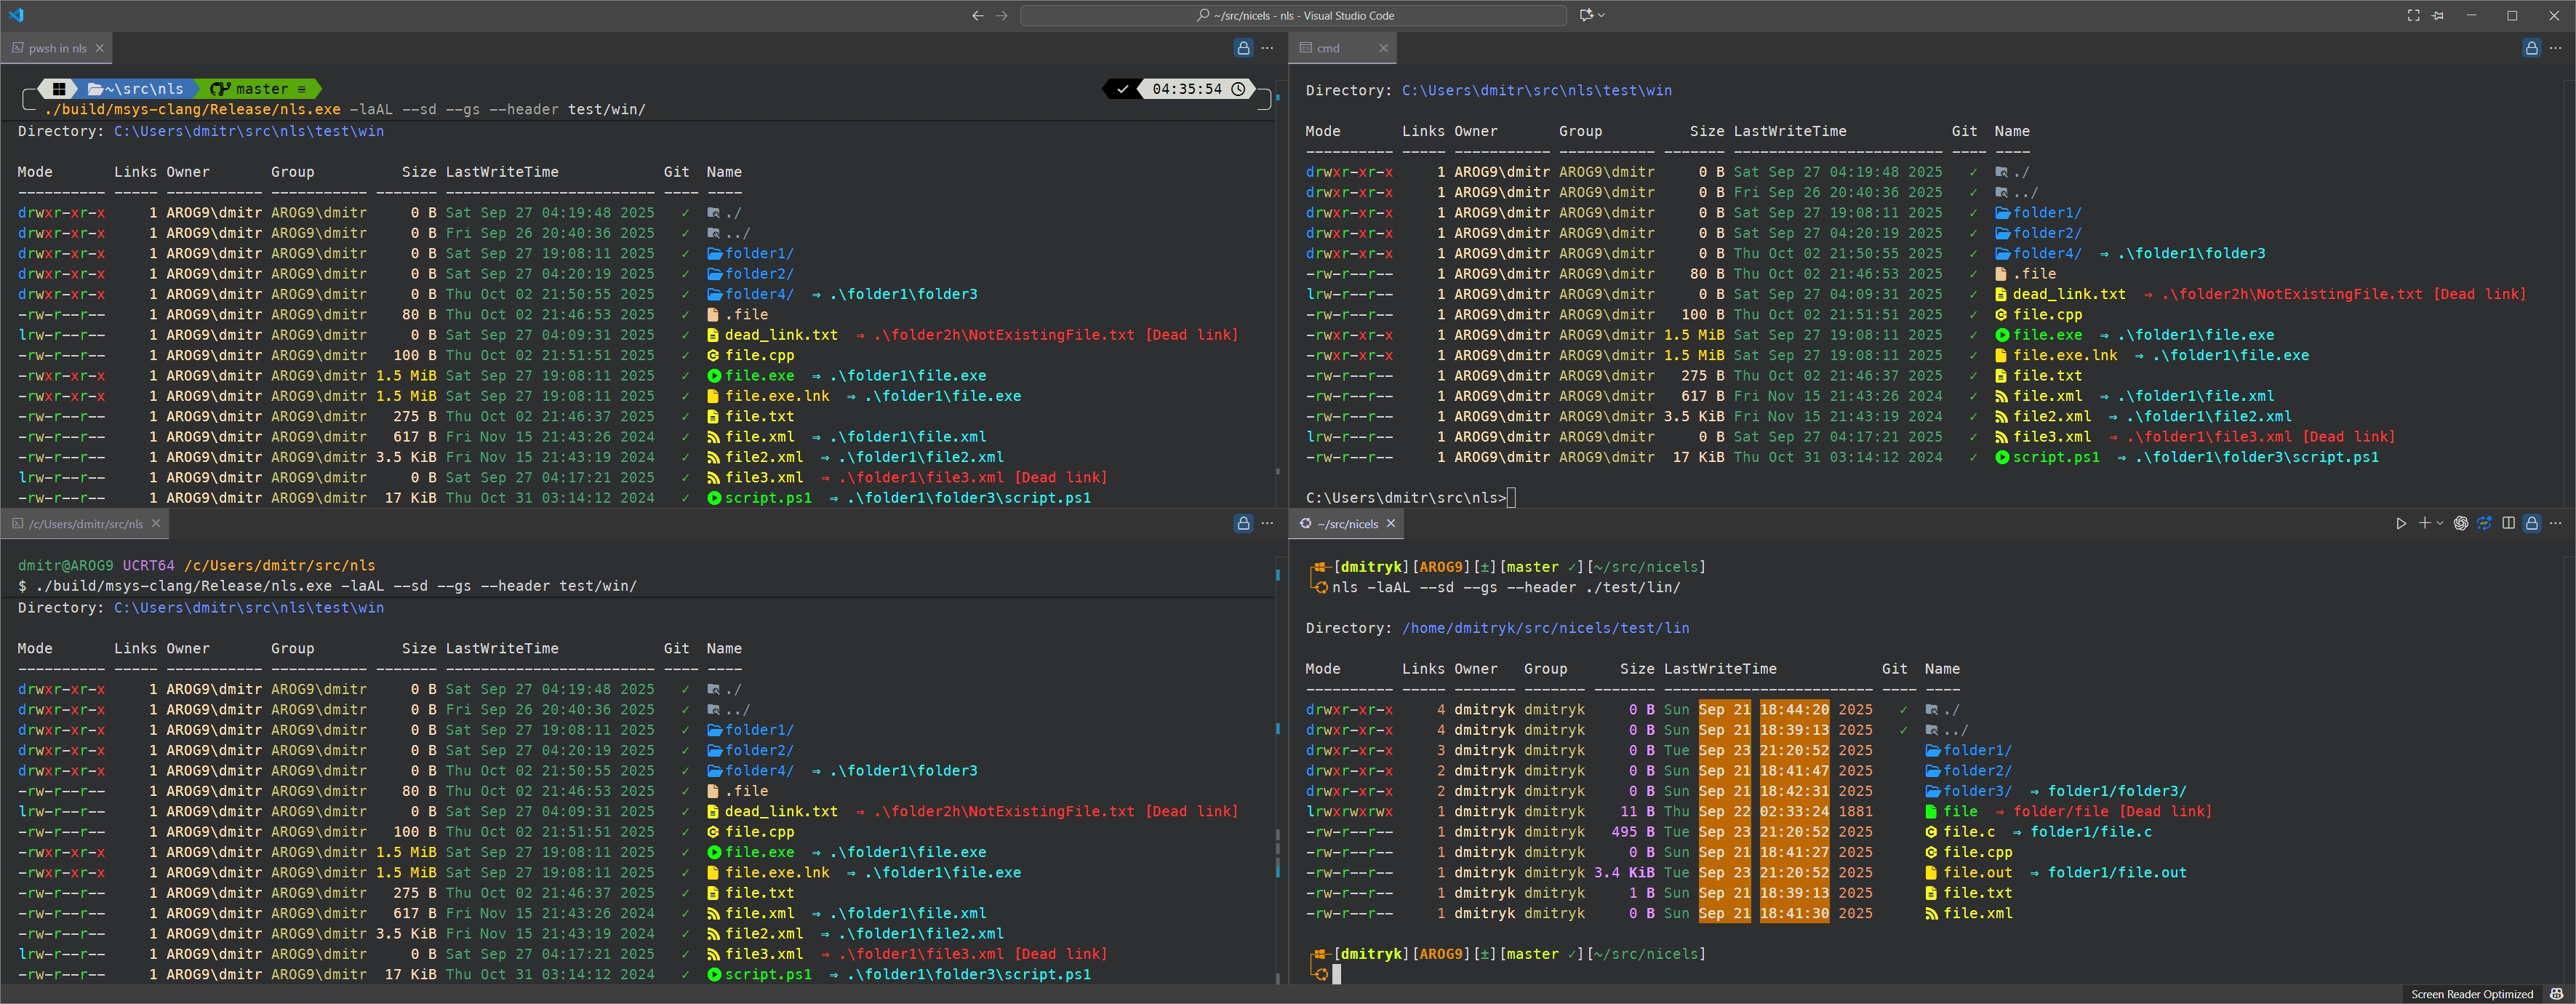 ~/src/nicels - nls - Visual Studio Code
pwsh in nls
~\src\nls master ≡ 04:35:54
./build/msys-clang/Release/nls.exe -laAL --sd --gs --header test/win/
Directory: C:\Users\dmitr\src\nls\test\win
Mode Links Owner Group Size LastWriteTime Git Name
---------- ----- ----------- ----------- ------- ------------------------ ---- ----
drwxr-xr-x 1 AROG9\dmitr AROG9\dmitr 0 B Sat Sep 27 04:19:48 2025 ✓ ./
drwxr-xr-x 1 AROG9\dmitr AROG9\dmitr 0 B Fri Sep 26 20:40:36 2025 ✓ ../
drwxr-xr-x 1 AROG9\dmitr AROG9\dmitr 0 B Sat Sep 27 19:08:11 2025 ✓ folder1/
drwxr-xr-x 1 AROG9\dmitr AROG9\dmitr 0 B Sat Sep 27 04:20:19 2025 ✓ folder2/
drwxr-xr-x 1 AROG9\dmitr AROG9\dmitr 0 B Thu Oct 02 21:50:55 2025 ✓ folder4/ ⇒ .\folder1\folder3
-rw-r--r-- 1 AROG9\dmitr AROG9\dmitr 80 B Thu Oct 02 21:46:53 2025 ✓ .file
lrw-r--r-- 1 AROG9\dmitr AROG9\dmitr 0 B Sat Sep 27 04:09:31 2025 ✓ dead_link.txt ⇒ .\folder2h\NotExistingFile.txt [Dead link]
-rw-r--r-- 1 AROG9\dmitr AROG9\dmitr 100 B Thu Oct 02 21:51:51 2025 ✓ file.cpp
-rwxr-xr-x 1 AROG9\dmitr AROG9\dmitr 1.5 MiB Sat Sep 27 19:08:11 2025 ✓ file.exe ⇒ .\folder1\file.exe
-rwxr-xr-x 1 AROG9\dmitr AROG9\dmitr 1.5 MiB Sat Sep 27 19:08:11 2025 ✓ file.exe.lnk ⇒ .\folder1\file.exe
-rw-r--r-- 1 AROG9\dmitr AROG9\dmitr 275 B Thu Oct 02 21:46:37 2025 ✓ file.txt
-rw-r--r-- 1 AROG9\dmitr AROG9\dmitr 617 B Fri Nov 15 21:43:26 2024 ✓ file.xml ⇒ .\folder1\file.xml
-rw-r--r-- 1 AROG9\dmitr AROG9\dmitr 3.5 KiB Fri Nov 15 21:43:19 2024 ✓ file2.xml ⇒ .\folder1\file2.xml
lrw-r--r-- 1 AROG9\dmitr AROG9\dmitr 0 B Sat Sep 27 04:17:21 2025 ✓ file3.xml ⇒ .\folder1\file3.xml [Dead link]
-rw-r--r-- 1 AROG9\dmitr AROG9\dmitr 17 KiB Thu Oct 31 03:14:12 2024 ✓ script.ps1 ⇒ .\folder1\folder3\script.ps1
cmd
Directory: C:\Users\dmitr\src\nls\test\win
Mode Links Owner Group Size LastWriteTime Git Name
---------- ----- ----------- ----------- ------- ------------------------ ---- ----
drwxr-xr-x 1 AROG9\dmitr AROG9\dmitr 0 B Sat Sep 27 04:19:48 2025 ✓ ./
drwxr-xr-x 1 AROG9\dmitr AROG9\dmitr 0 B Fri Sep 26 20:40:36 2025 ✓ ../
drwxr-xr-x 1 AROG9\dmitr AROG9\dmitr 0 B Sat Sep 27 19:08:11 2025 ✓ folder1/
drwxr-xr-x 1 AROG9\dmitr AROG9\dmitr 0 B Sat Sep 27 04:20:19 2025 ✓ folder2/
drwxr-xr-x 1 AROG9\dmitr AROG9\dmitr 0 B Thu Oct 02 21:50:55 2025 ✓ folder4/ ⇒ .\folder1\folder3
-rw-r--r-- 1 AROG9\dmitr AROG9\dmitr 80 B Thu Oct 02 21:46:53 2025 ✓ .file
lrw-r--r-- 1 AROG9\dmitr AROG9\dmitr 0 B Sat Sep 27 04:09:31 2025 ✓ dead_link.txt ⇒ .\folder2h\NotExistingFile.txt [Dead link]
-rw-r--r-- 1 AROG9\dmitr AROG9\dmitr 100 B Thu Oct 02 21:51:51 2025 ✓ file.cpp
-rwxr-xr-x 1 AROG9\dmitr AROG9\dmitr 1.5 MiB Sat Sep 27 19:08:11 2025 ✓ file.exe ⇒ .\folder1\file.exe
-rwxr-xr-x 1 AROG9\dmitr AROG9\dmitr 1.5 MiB Sat Sep 27 19:08:11 2025 ✓ file.exe.lnk ⇒ .\folder1\file.exe
-rw-r--r-- 1 AROG9\dmitr AROG9\dmitr 275 B Thu Oct 02 21:46:37 2025 ✓ file.txt
-rw-r--r-- 1 AROG9\dmitr AROG9\dmitr 617 B Fri Nov 15 21:43:26 2024 ✓ file.xml ⇒ .\folder1\file.xml
-rw-r--r-- 1 AROG9\dmitr AROG9\dmitr 3.5 KiB Fri Nov 15 21:43:19 2024 ✓ file2.xml ⇒ .\folder1\file2.xml
lrw-r--r-- 1 AROG9\dmitr AROG9\dmitr 0 B Sat Sep 27 04:17:21 2025 ✓ file3.xml ⇒ .\folder1\file3.xml [Dead link]
-rw-r--r-- 1 AROG9\dmitr AROG9\dmitr 17 KiB Thu Oct 31 03:14:12 2024 ✓ script.ps1 ⇒ .\folder1\folder3\script.ps1
C:\Users\dmitr\src\nls>
/c/Users/dmitr/src/nls
dmitr@AROG9 UCRT64 /c/Users/dmitr/src/nls
$ ./build/msys-clang/Release/nls.exe -laAL --sd --gs --header test/win/
Directory: C:\Users\dmitr\src\nls\test\win
Mode Links Owner Group Size LastWriteTime Git Name
---------- ----- ----------- ----------- ------- ------------------------ ---- ----
drwxr-xr-x 1 AROG9\dmitr AROG9\dmitr 0 B Sat Sep 27 04:19:48 2025 ✓ ./
drwxr-xr-x 1 AROG9\dmitr AROG9\dmitr 0 B Fri Sep 26 20:40:36 2025 ✓ ../
drwxr-xr-x 1 AROG9\dmitr AROG9\dmitr 0 B Sat Sep 27 19:08:11 2025 ✓ folder1/
drwxr-xr-x 1 AROG9\dmitr AROG9\dmitr 0 B Sat Sep 27 04:20:19 2025 ✓ folder2/
drwxr-xr-x 1 AROG9\dmitr AROG9\dmitr 0 B Thu Oct 02 21:50:55 2025 ✓ folder4/ ⇒ .\folder1\folder3
-rw-r--r-- 1 AROG9\dmitr AROG9\dmitr 80 B Thu Oct 02 21:46:53 2025 ✓ .file
lrw-r--r-- 1 AROG9\dmitr AROG9\dmitr 0 B Sat Sep 27 04:09:31 2025 ✓ dead_link.txt ⇒ .\folder2h\NotExistingFile.txt [Dead link]
-rw-r--r-- 1 AROG9\dmitr AROG9\dmitr 100 B Thu Oct 02 21:51:51 2025 ✓ file.cpp
-rwxr-xr-x 1 AROG9\dmitr AROG9\dmitr 1.5 MiB Sat Sep 27 19:08:11 2025 ✓ file.exe ⇒ .\folder1\file.exe
-rwxr-xr-x 1 AROG9\dmitr AROG9\dmitr 1.5 MiB Sat Sep 27 19:08:11 2025 ✓ file.exe.lnk ⇒ .\folder1\file.exe
-rw-r--r-- 1 AROG9\dmitr AROG9\dmitr 275 B Thu Oct 02 21:46:37 2025 ✓ file.txt
-rw-r--r-- 1 AROG9\dmitr AROG9\dmitr 617 B Fri Nov 15 21:43:26 2024 ✓ file.xml ⇒ .\folder1\file.xml
-rw-r--r-- 1 AROG9\dmitr AROG9\dmitr 3.5 KiB Fri Nov 15 21:43:19 2024 ✓ file2.xml ⇒ .\folder1\file2.xml
lrw-r--r-- 1 AROG9\dmitr AROG9\dmitr 0 B Sat Sep 27 04:17:21 2025 ✓ file3.xml ⇒ .\folder1\file3.xml [Dead link]
-rw-r--r-- 1 AROG9\dmitr AROG9\dmitr 17 KiB Thu Oct 31 03:14:12 2024 ✓ script.ps1 ⇒ .\folder1\folder3\script.ps1
~/src/nicels
[dmitryk][AROG9][±][master ✓][~/src/nicels]
nls -laAL --sd --gs --header ./test/lin/
Directory: /home/dmitryk/src/nicels/test/lin
Mode Links Owner Group Size LastWriteTime Git Name
---------- ----- ------- ------- ------- ------------------------ ---- ----
drwxr-xr-x 4 dmitryk dmitryk 0 B Sun Sep 21 18:44:20 2025 ✓ ./
drwxr-xr-x 4 dmitryk dmitryk 0 B Sun Sep 21 18:39:13 2025 ✓ ../
drwxr-xr-x 3 dmitryk dmitryk 0 B Tue Sep 23 21:20:52 2025 folder1/
drwxr-xr-x 2 dmitryk dmitryk 0 B Sun Sep 21 18:41:47 2025 folder2/
drwxr-xr-x 2 dmitryk dmitryk 0 B Sun Sep 21 18:42:31 2025 folder3/ ⇒ folder1/folder3/
lrwxrwxrwx 1 dmitryk dmitryk 11 B Thu Sep 22 02:33:24 1881 file ⇒ folder/file [Dead link]
-rw-r--r-- 1 dmitryk dmitryk 495 B Tue Sep 23 21:20:52 2025 file.c ⇒ folder1/file.c
-rw-r--r-- 1 dmitryk dmitryk 0 B Sun Sep 21 18:41:27 2025 file.cpp
-rw-r--r-- 1 dmitryk dmitryk 3.4 KiB Tue Sep 23 21:20:52 2025 file.out ⇒ folder1/file.out
-rw-r--r-- 1 dmitryk dmitryk 1 B Sun Sep 21 18:39:13 2025 file.txt
-rw-r--r-- 1 dmitryk dmitryk 0 B Sun Sep 21 18:41:30 2025 file.xml
[dmitryk][AROG9][±][master ✓][~/src/nicels]
Screen Reader Optimized